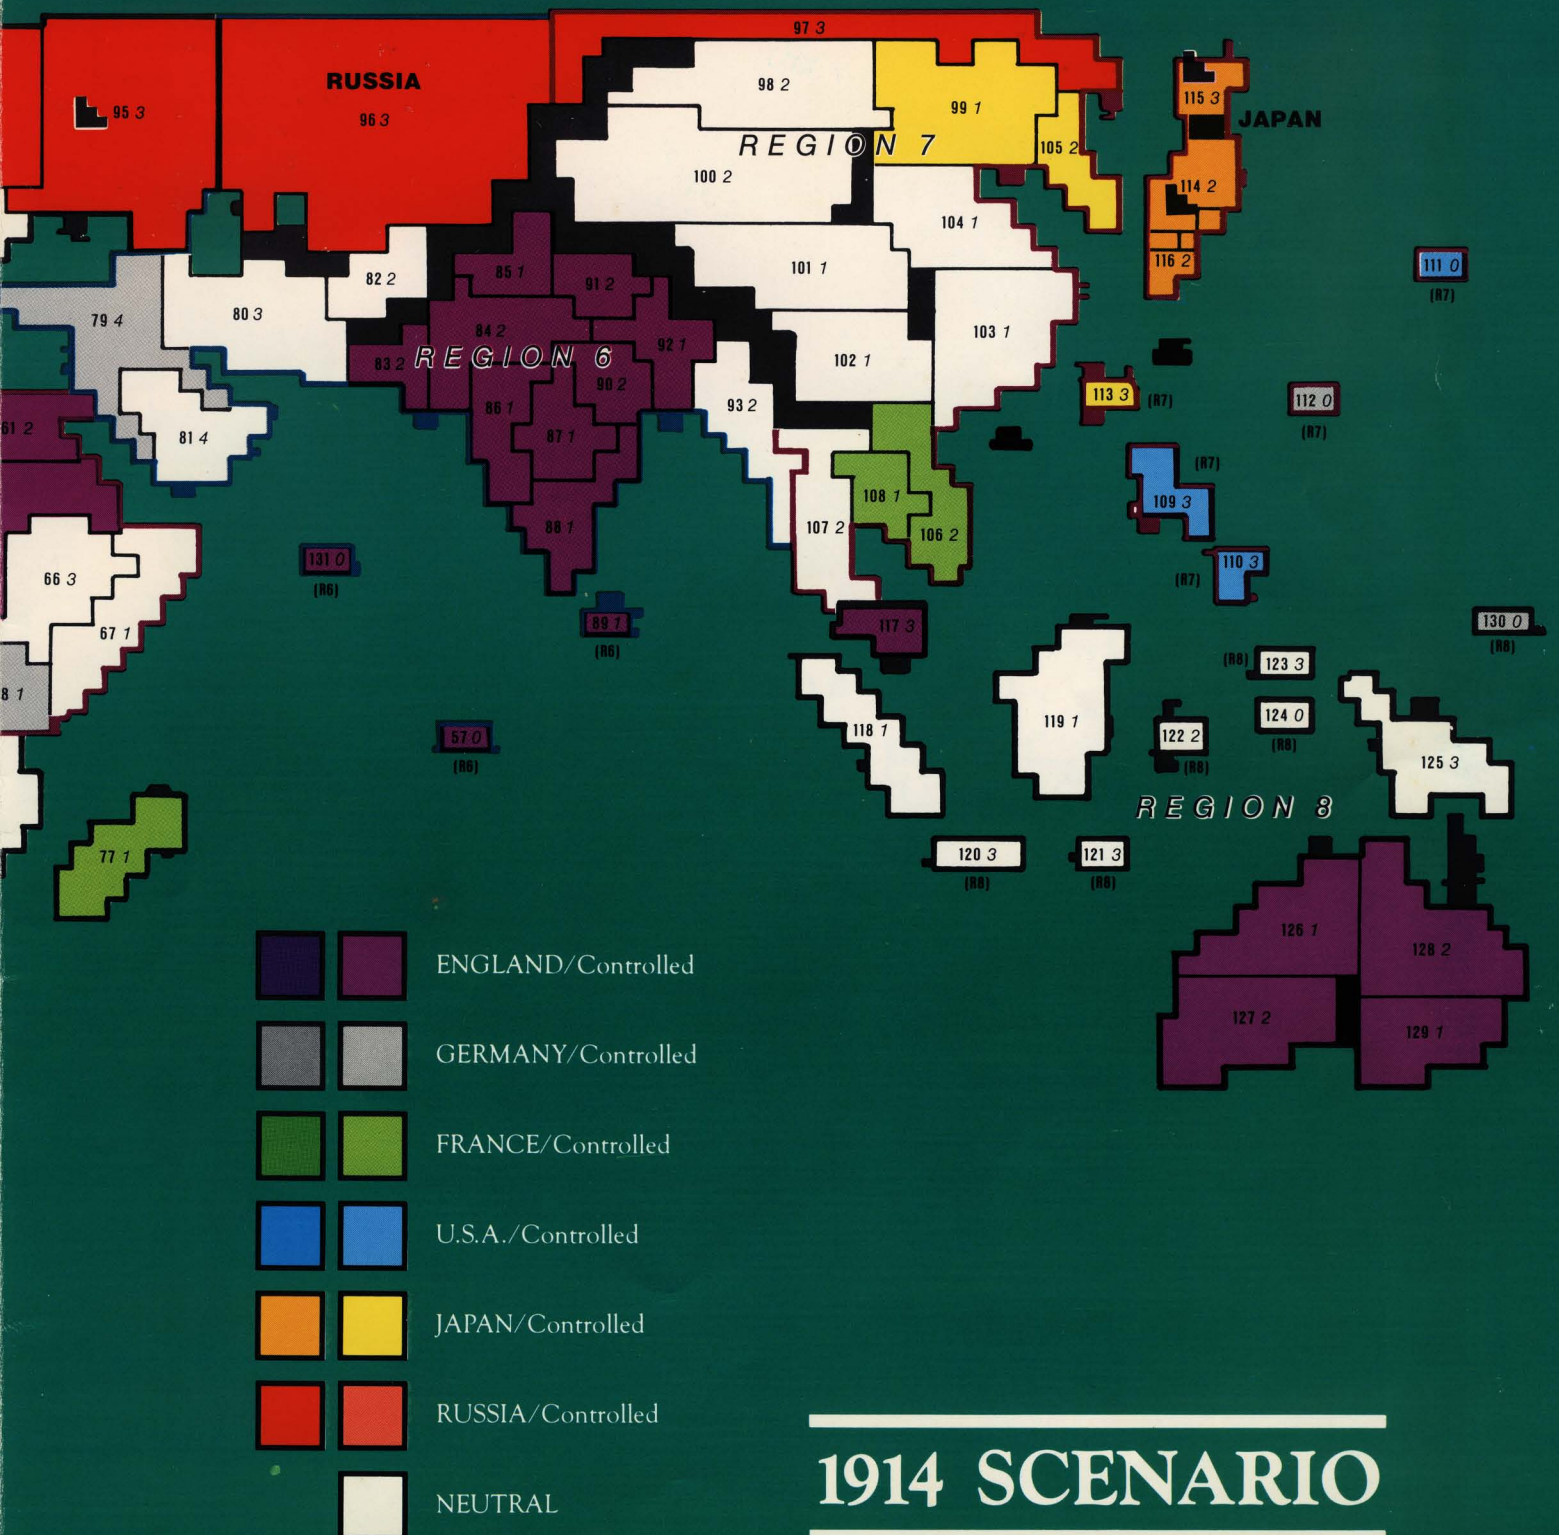 97 3
RUSSIA
98 2
95 3
96 3
99 1
115 3
JAPAN
REGION 7
105 2
100 2
114 2
104 1
85 1
82 2
91 2
101 1
116 2
111 0
(R7)
80 3
79 4
84 2
92 1
103 1
REGION 6
83 2
102 1
90 2
113 3
(R7)
112 0
(R7)
93 2
86 1
61 2
81 4
87 1
(R7)
108 1
109 3
88 1
107 2
106 2
131 0
(R6)
110 3
(R7)
66 3
89 1
(R6)
117 3
130 0
(R8)
67 1
(R8)
123 3
8 1
124 0
(R8)
119 1
118 1
122 2
(R8)
57 0
(R6)
125 3
REGION 8
77 1
120 3
(R8)
121 3
(R8)
126 1
128 2
127 2
129 1
ENGLAND/Controlled
GERMANY/Controlled
FRANCE/Controlled
U.S.A./Controlled
JAPAN/Controlled
RUSSIA/Controlled
NEUTRAL
1914 SCENARIO